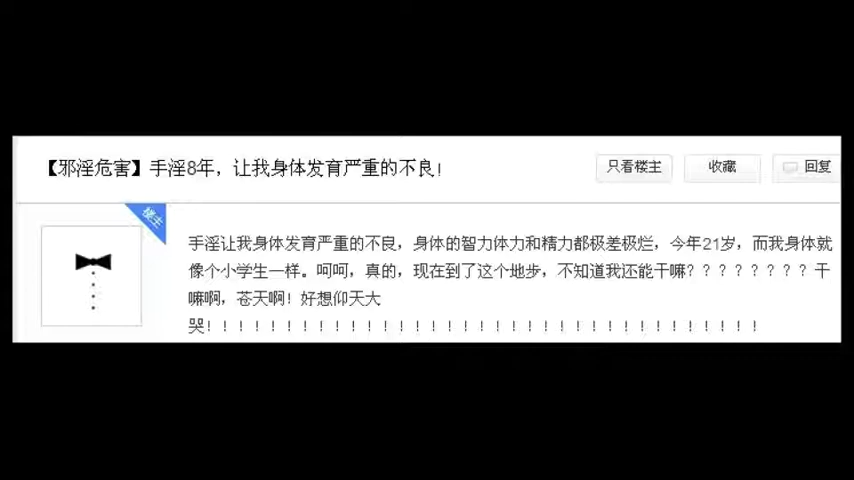 【邪淫危害】手淫8年，让我身体发育严重的不良！
只看楼主
收藏
回复
楼主
手淫让我身体发育严重的不良，身体的智力体力和精力都极差极烂，今年21岁，而我身体就
像个小学生一样。呵呵，真的，现在到了这个地步，不知道我还能干嘛？？？？？？？？干
嘛啊，苍天啊！好想仰天大
哭！！！！！！！！！！！！！！！！！！！！！！！！！！！！！！！！！！！